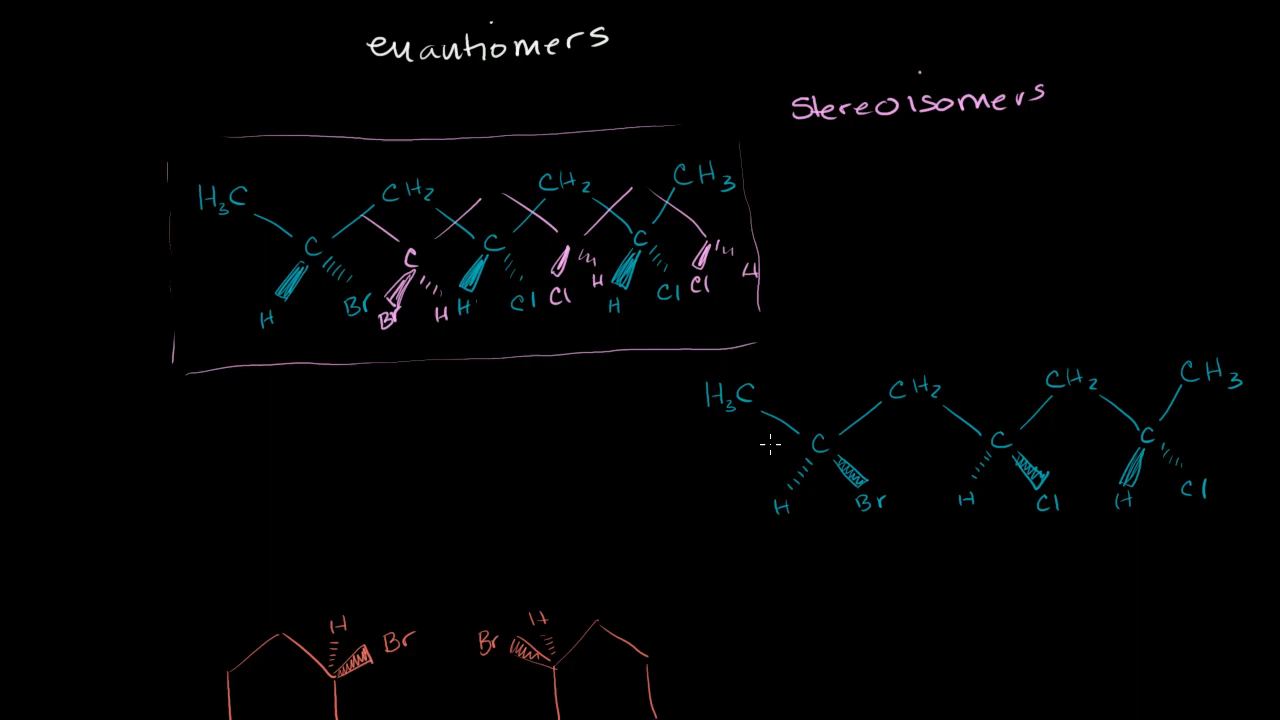 enantiomers
Stereoisomers
H₃C CH₂ CH₂ CH₃
C C C C
H Br Br H H Cl Cl H H Cl Cl H
H₃C CH₂ CH₂ CH₃
C C C
H Br H Cl H Cl
H Br Br H